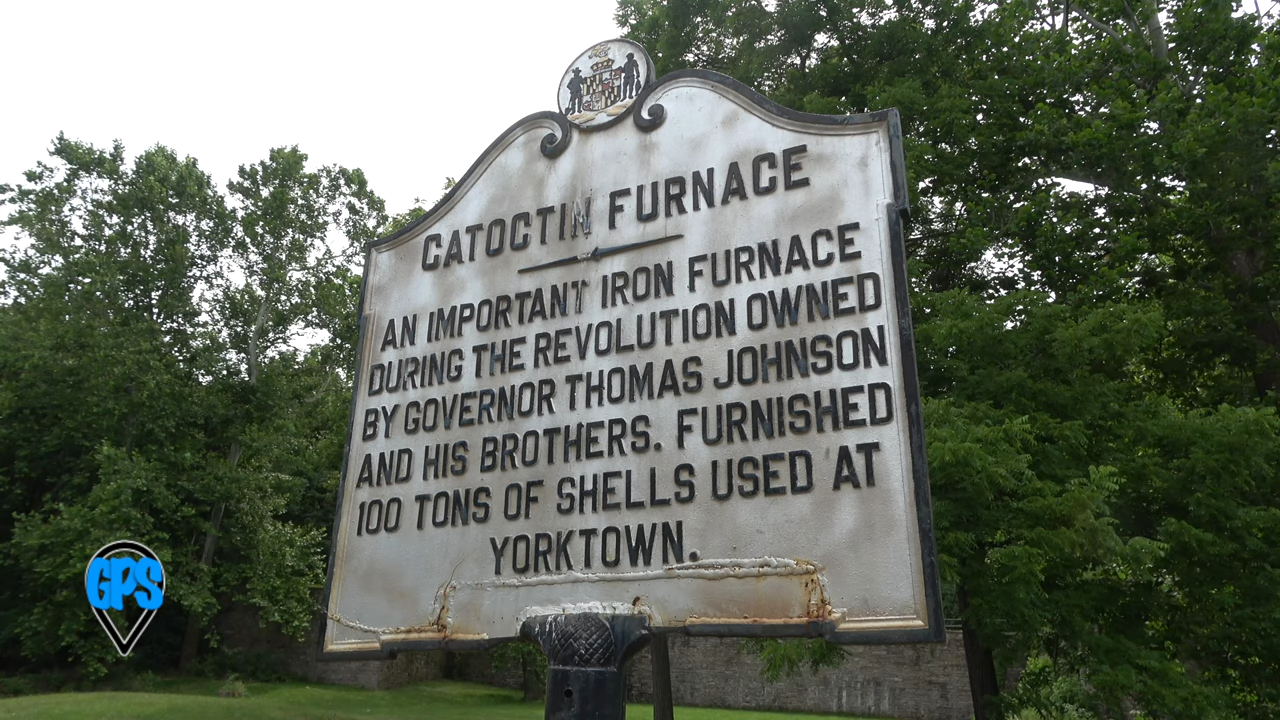 CATOCTIN FURNACE
AN IMPORTANT IRON FURNACE
DURING THE REVOLUTION OWNED
BY GOVERNOR THOMAS JOHNSON
AND HIS BROTHERS. FURNISHED
100 TONS OF SHELLS USED AT
YORKTOWN.
GPS